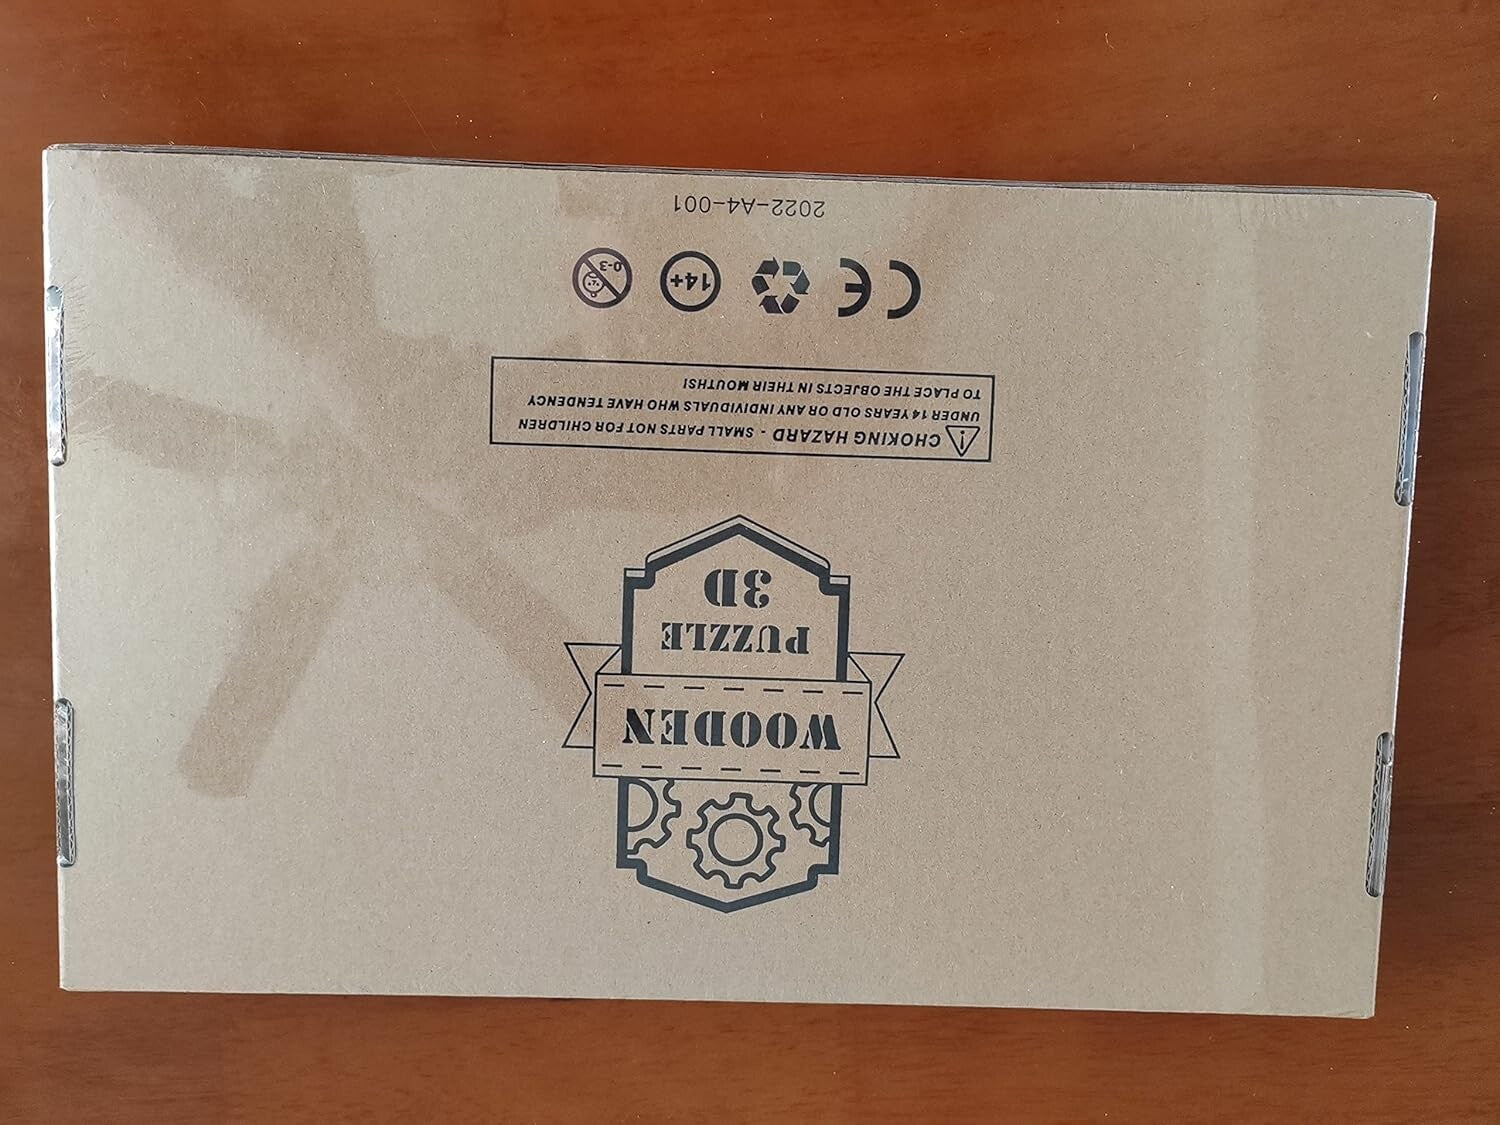 WOODEN
PUZZLE
3D
CHOKING HAZARD - SMALL PARTS NOT FOR CHILDREN
UNDER 14 YEARS OLD OR ANY INDIVIDUALS WHO HAVE TENDENCY
TO PLACE THE OBJECTS IN THEIR MOUTHS!
CE 14+ 0-3
2022-A4-001